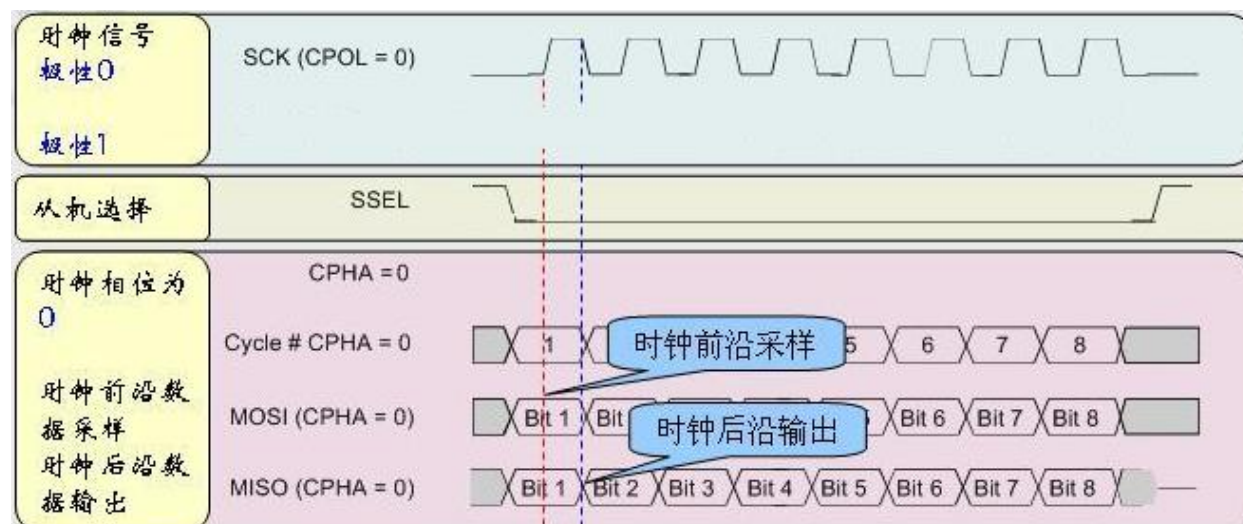 时钟信号
极性0
极性1
SCK (CPOL = 0)
从机选择
SSEL
时钟相位为
0
时钟前沿数
据采样
时钟后沿数
据输出
CPHA = 0
Cycle # CPHA = 0
1
时钟前沿采样
5 6 7 8
MOSI (CPHA = 0)
Bit 1 Bit
时钟后沿输出
Bit 6 Bit 7 Bit 8
MISO (CPHA = 0)
Bit 1 Bit 2 Bit 3 Bit 4 Bit 5 Bit 6 Bit 7 Bit 8